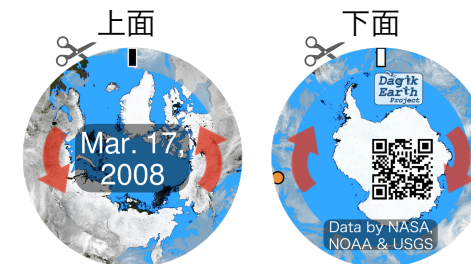 上面
下面
Mar. 17,
2008
Dagik
Earth
Project
Data by NASA,
NOAA & USGS